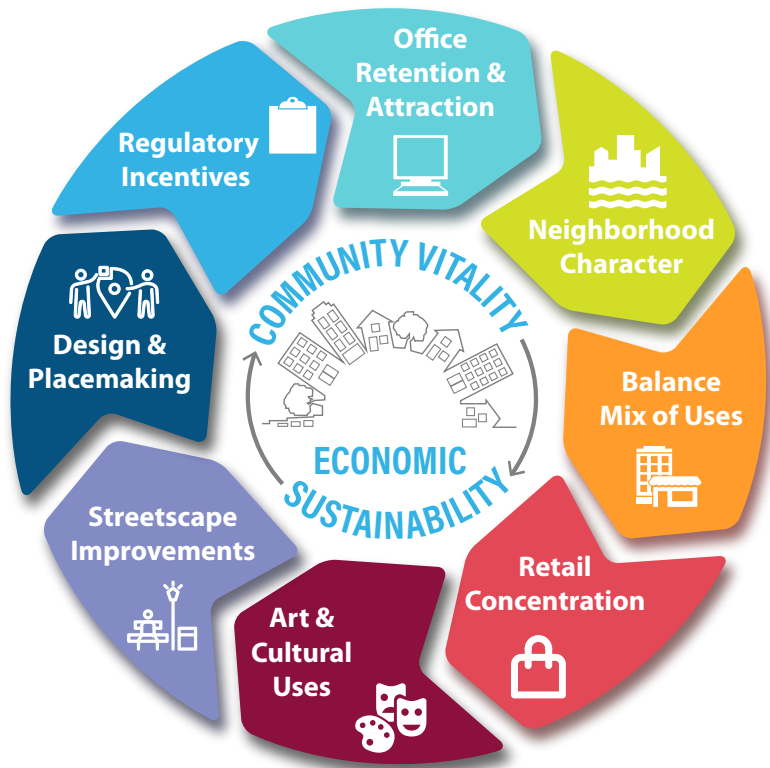 Office
Retention &
Attraction
Neighborhood
Character
Balance
Mix of Uses
Retail
Concentration
Art &
Cultural
Uses
Streetscape
Improvements
Design &
Placemaking
Regulatory
Incentives
COMMUNITY VITALITY
ECONOMIC
SUSTAINABILITY